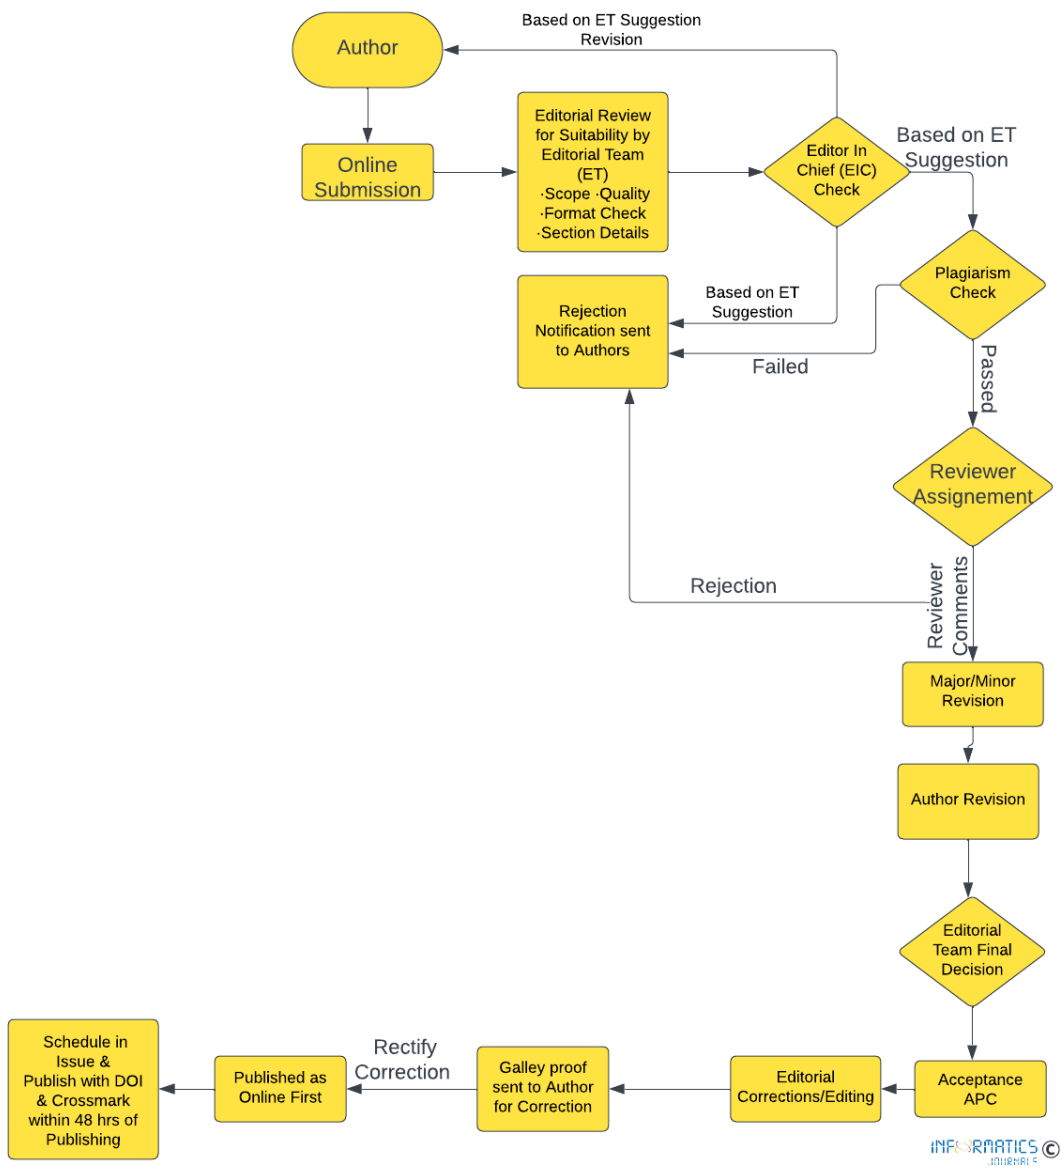 Based on ET Suggestion
Revision
Author
Online
Submission
Editorial Review
for Suitability by
Editorial Team
(ET)
·Scope ·Quality
·Format Check
·Section Details
Editor In
Chief (EIC)
Check
Based on ET
Suggestion
Plagiarism
Check
Based on ET
Suggestion
Rejection
Notification sent
to Authors
Failed
Passed
Reviewer
Assignement
Rejection
Reviewer
Comments
Major/Minor
Revision
Author Revision
Editorial
Team Final
Decision
Acceptance
APC
Editorial
Corrections/Editing
Galley proof
sent to Author
for Correction
Rectify
Correction
Published as
Online First
Schedule in
Issue &
Publish with DOI
& Crossmark
within 48 hrs of
Publishing
INFORMATICS ©
JOURNALS